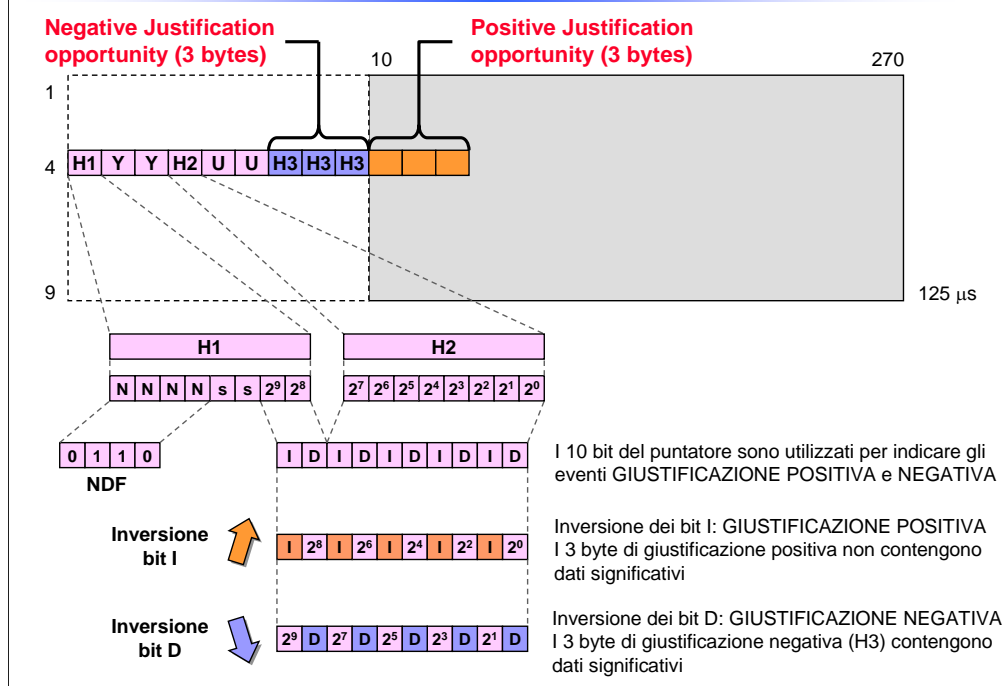 Negative Justification
opportunity (3 bytes)
Positive Justification
opportunity (3 bytes)
10
270
1
4
H1 Y Y H2 U U H3 H3 H3
9
125 μs
H1
H2
N N N N s s 2⁹ 2⁸
2⁷ 2⁶ 2⁵ 2⁴ 2³ 2² 2¹ 2⁰
0 1 1 0
NDF
I D I D I D I D I D
I 10 bit del puntatore sono utilizzati per indicare gli
eventi GIUSTIFICAZIONE POSITIVA e NEGATIVA
Inversione
bit I
I 2⁸ I 2⁶ I 2⁴ I 2² I 2⁰
Inversione dei bit I: GIUSTIFICAZIONE POSITIVA
I 3 byte di giustificazione positiva non contengono
dati significativi
Inversione
bit D
2⁹ D 2⁷ D 2⁵ D 2³ D 2¹ D
Inversione dei bit D: GIUSTIFICAZIONE NEGATIVA
I 3 byte di giustificazione negativa (H3) contengono
dati significativi